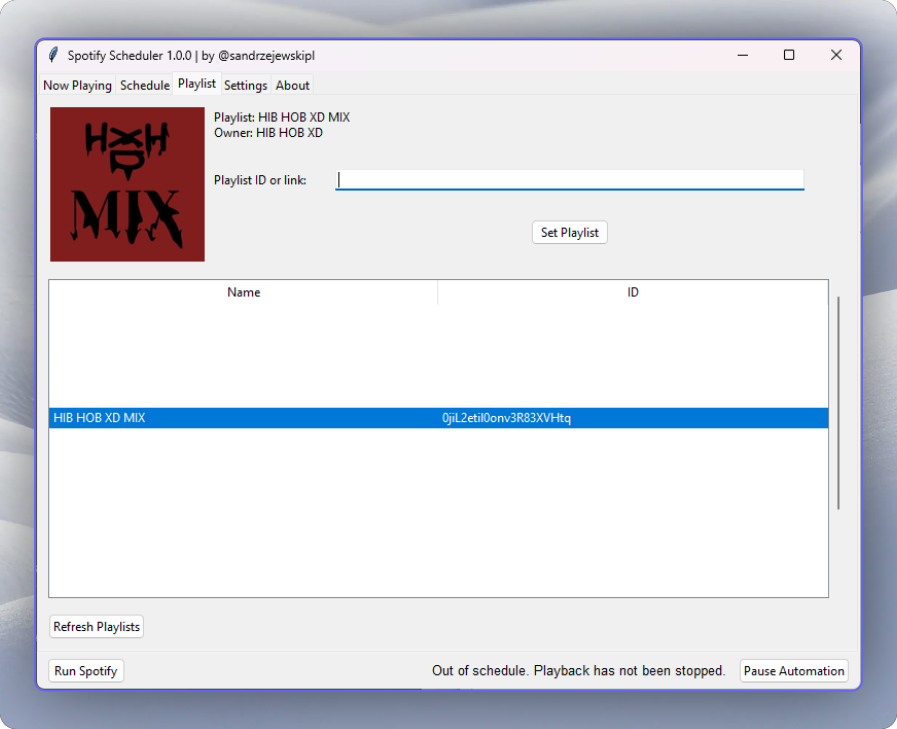 Spotify Scheduler 1.0.0 | by @sandrzejewskipl
Now Playing Schedule Playlist Settings About
HXH
XD
MIX
Playlist: HIB HOB XD MIX
Owner: HIB HOB XD
Playlist ID or link:
Set Playlist
Name ID
HIB HOB XD MIX 0jiL2etil0onv3R83XVHtq
Refresh Playlists
Run Spotify Out of schedule. Playback has not been stopped. Pause Automation